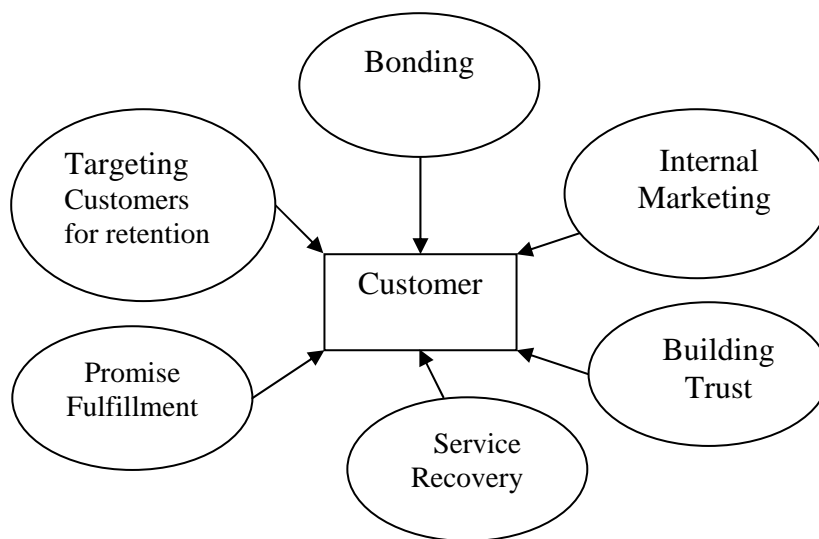 Bonding
Targeting
Customers
for retention
Internal
Marketing
Customer
Promise
Fulfillment
Building
Trust
Service
Recovery